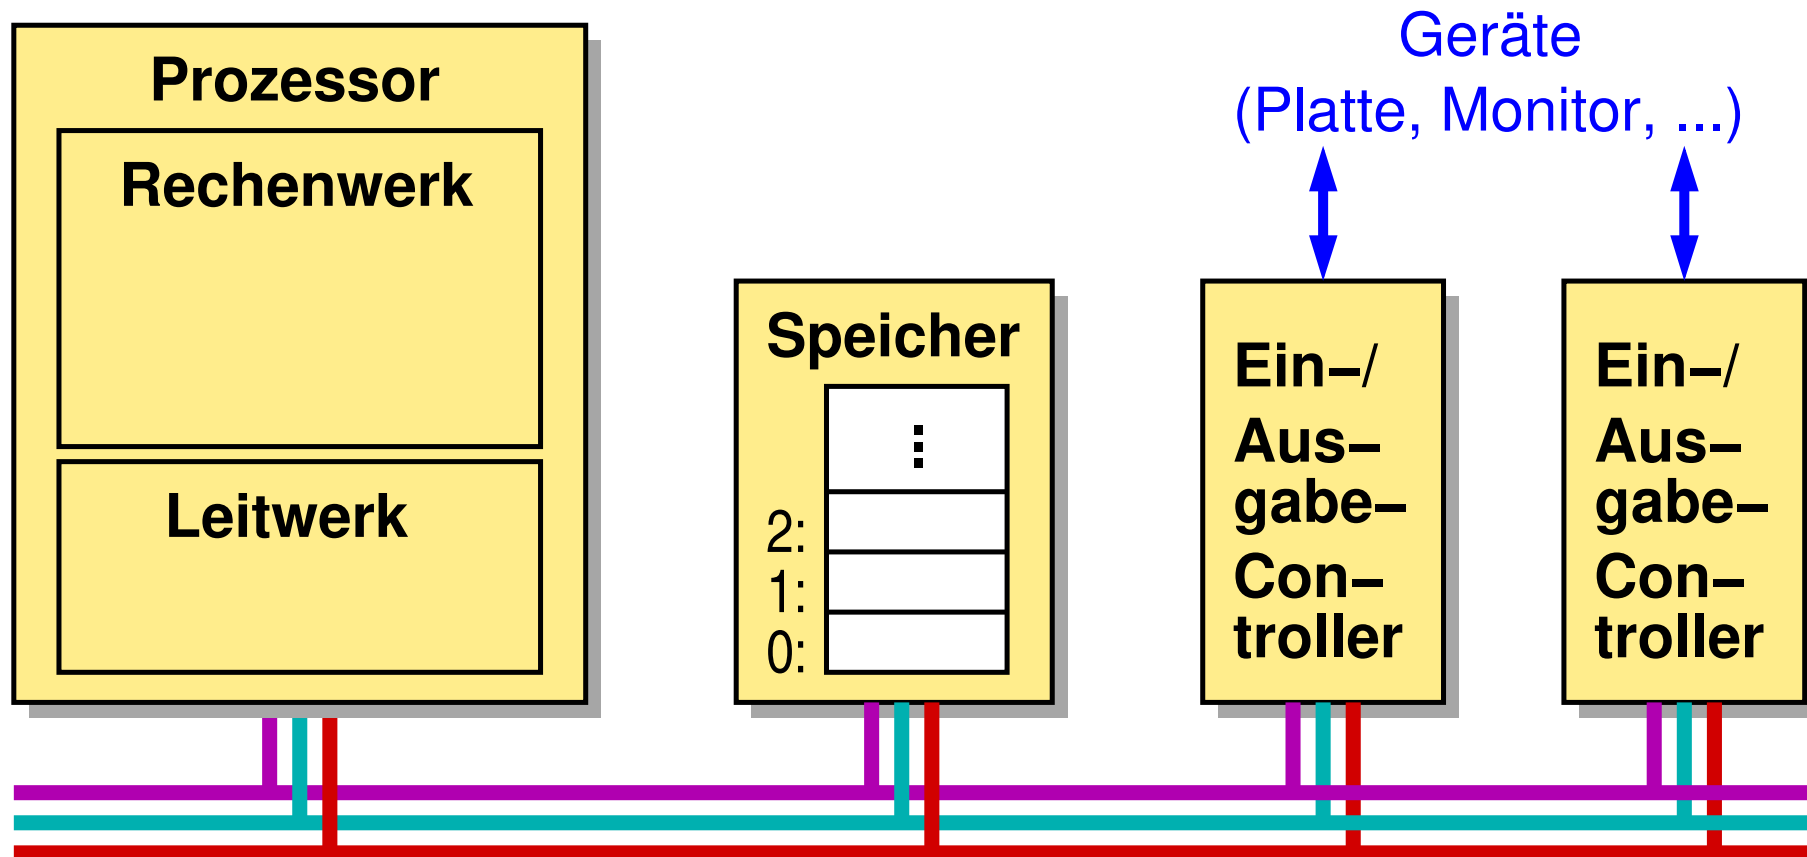 Prozessor
Rechenwerk
Leitwerk
Speicher
⋮
2:
1:
0:
Geräte
(Platte, Monitor, ...)
Ein–/
Aus–
gabe–
Con–
troller
Ein–/
Aus–
gabe–
Con–
troller